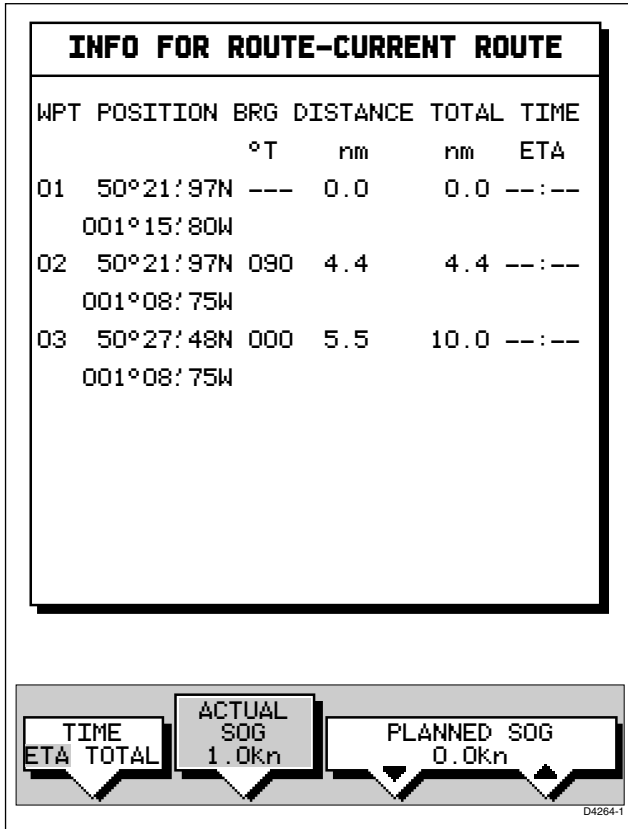 INFO FOR ROUTE-CURRENT ROUTE
WPT POSITION BRG DISTANCE TOTAL TIME
°T nm nm ETA
01 50°21.'97N --- 0.0 0.0 --:--
001°15.'80W
02 50°21.'97N 090 4.4 4.4 --:--
001°08.'75W
03 50°27.'48N 000 5.5 10.0 --:--
001°08.'75W
TIME
ETA TOTAL
ACTUAL
SOG
1.0Kn
PLANNED SOG
0.0Kn
D4264-1